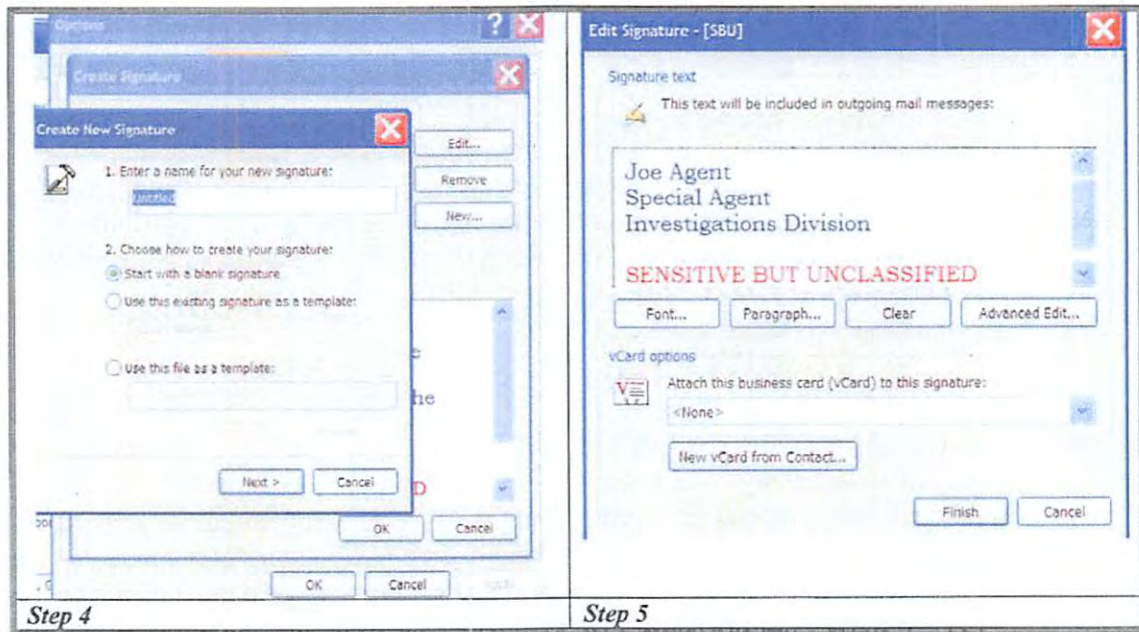 Options
Create Signature
Create New Signature
1. Enter a name for your new signature:
Untitled
2. Choose how to create your signature:
Start with a blank signature
Use this existing signature as a template:
Use this file as a template:
Next >
Cancel
Edit...
Remove
New...
he
D
OK
Cancel
OK
Cancel
Step 4
Edit Signature - [SBU]
Signature text
This text will be included in outgoing mail messages:
Joe Agent
Special Agent
Investigations Division
SENSITIVE BUT UNCLASSIFIED
Font...
Paragraph...
Clear
Advanced Edit...
vCard options
Attach this business card (vCard) to this signature:
<None>
New vCard from Contact...
Finish
Cancel
Step 5